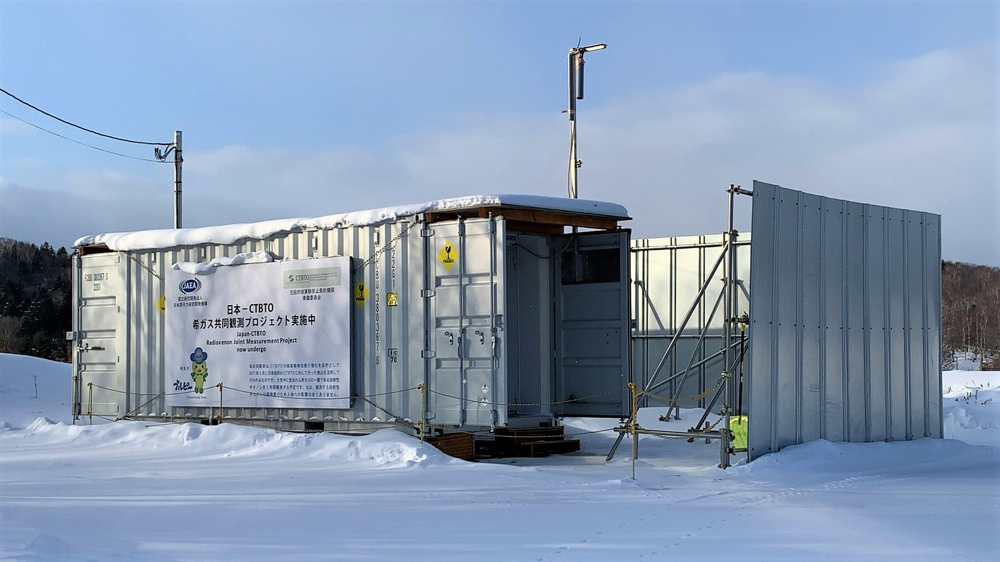 FCBU 380367 5
22G1
JAEA
国立研究開発法人
日本原子力研究開発機構
CTBTO
包括的核実験禁止条約機関
準備委員会
日本－CTBTO
希ガス共同観測プロジェクト実施中
Japan-CTBTO
Radioxenon Joint Measurement Project
now undergo
本共同観測は、CTBTOの核実験検知能力強化を目的として
2017年2月に日本政府がCTBTOに対して行った拠出を活用して
行われるものです。大気中に含まれる希ガスの一種である放射性
キセノンを2年間観測する予定です。なお、観測する放射性
キセノンは極微量のため人体への影響は全くありません。
幌延町
ブルピー
©Horonobe Town
FRAGILE
22G1
CBU 380367 5
ic
70
FRAGILE